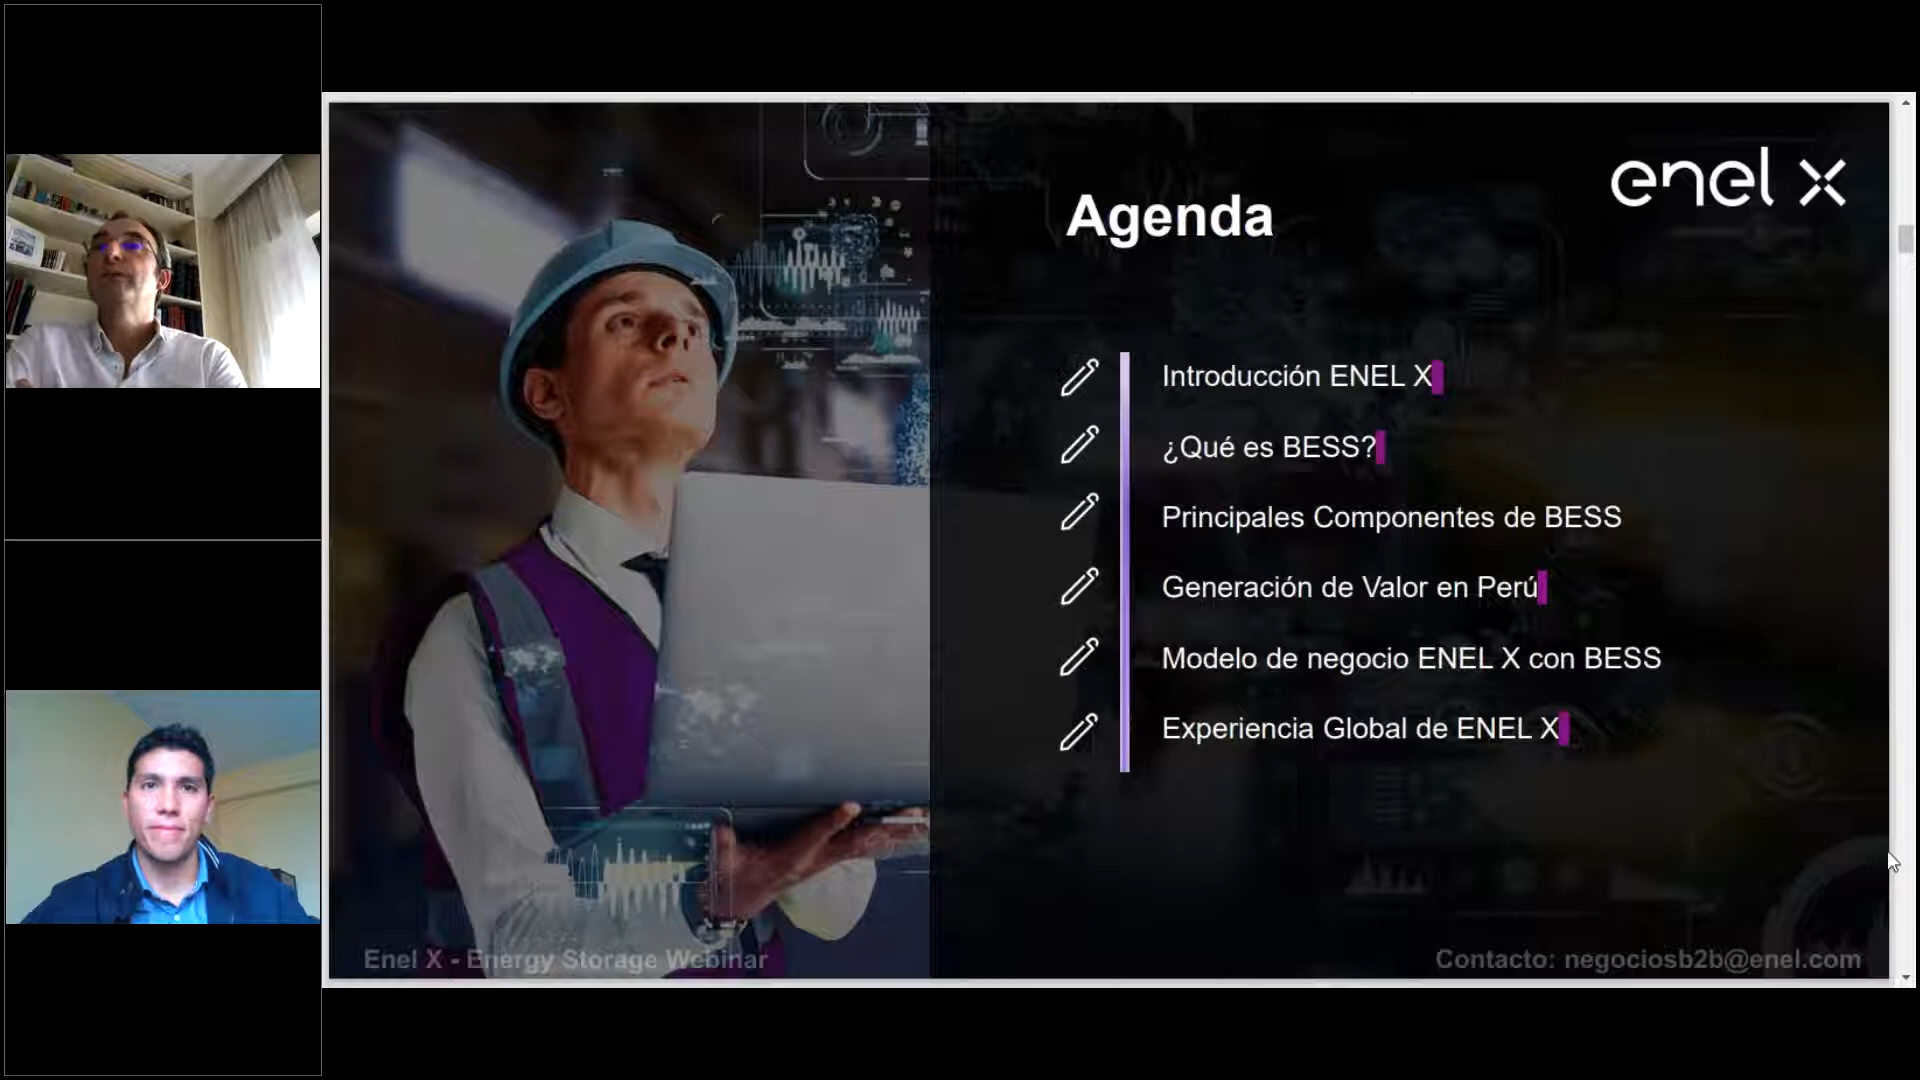 enel x
Agenda
Introducción ENEL X
¿Qué es BESS?
Principales Componentes de BESS
Generación de Valor en Perú
Modelo de negocio ENEL X con BESS
Experiencia Global de ENEL X
Enel X - Energy Storage Webinar
Contacto: negociosb2b@enel.com